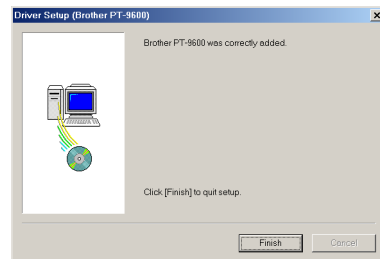 Driver Setup (Brother PT-9600)
Brother PT-9600 was correctly added.
Click [Finish] to quit setup.
Finish
Cancel